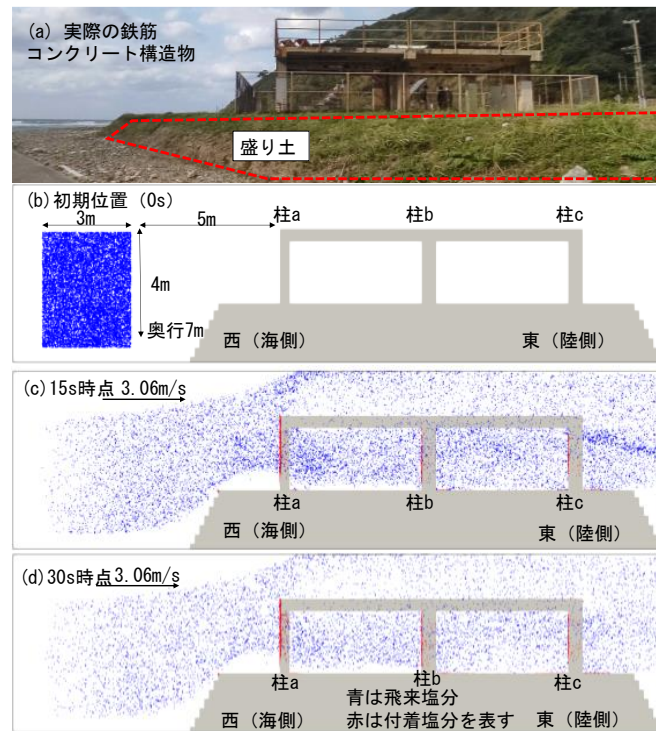 (a) 実際の鉄筋
コンクリート構造物
盛り土
(b)初期位置(0s)
3m
5m
柱a
柱b
柱c
4m
奥行7m
西（海側）
東（陸側）
(c)15s時点 3.06m/s
柱a
柱b
柱c
西（海側）
東（陸側）
(d)30s時点 3.06m/s
柱a
柱b
柱c
青は飛来塩分
赤は付着塩分を表す
西（海側）
東（陸側）